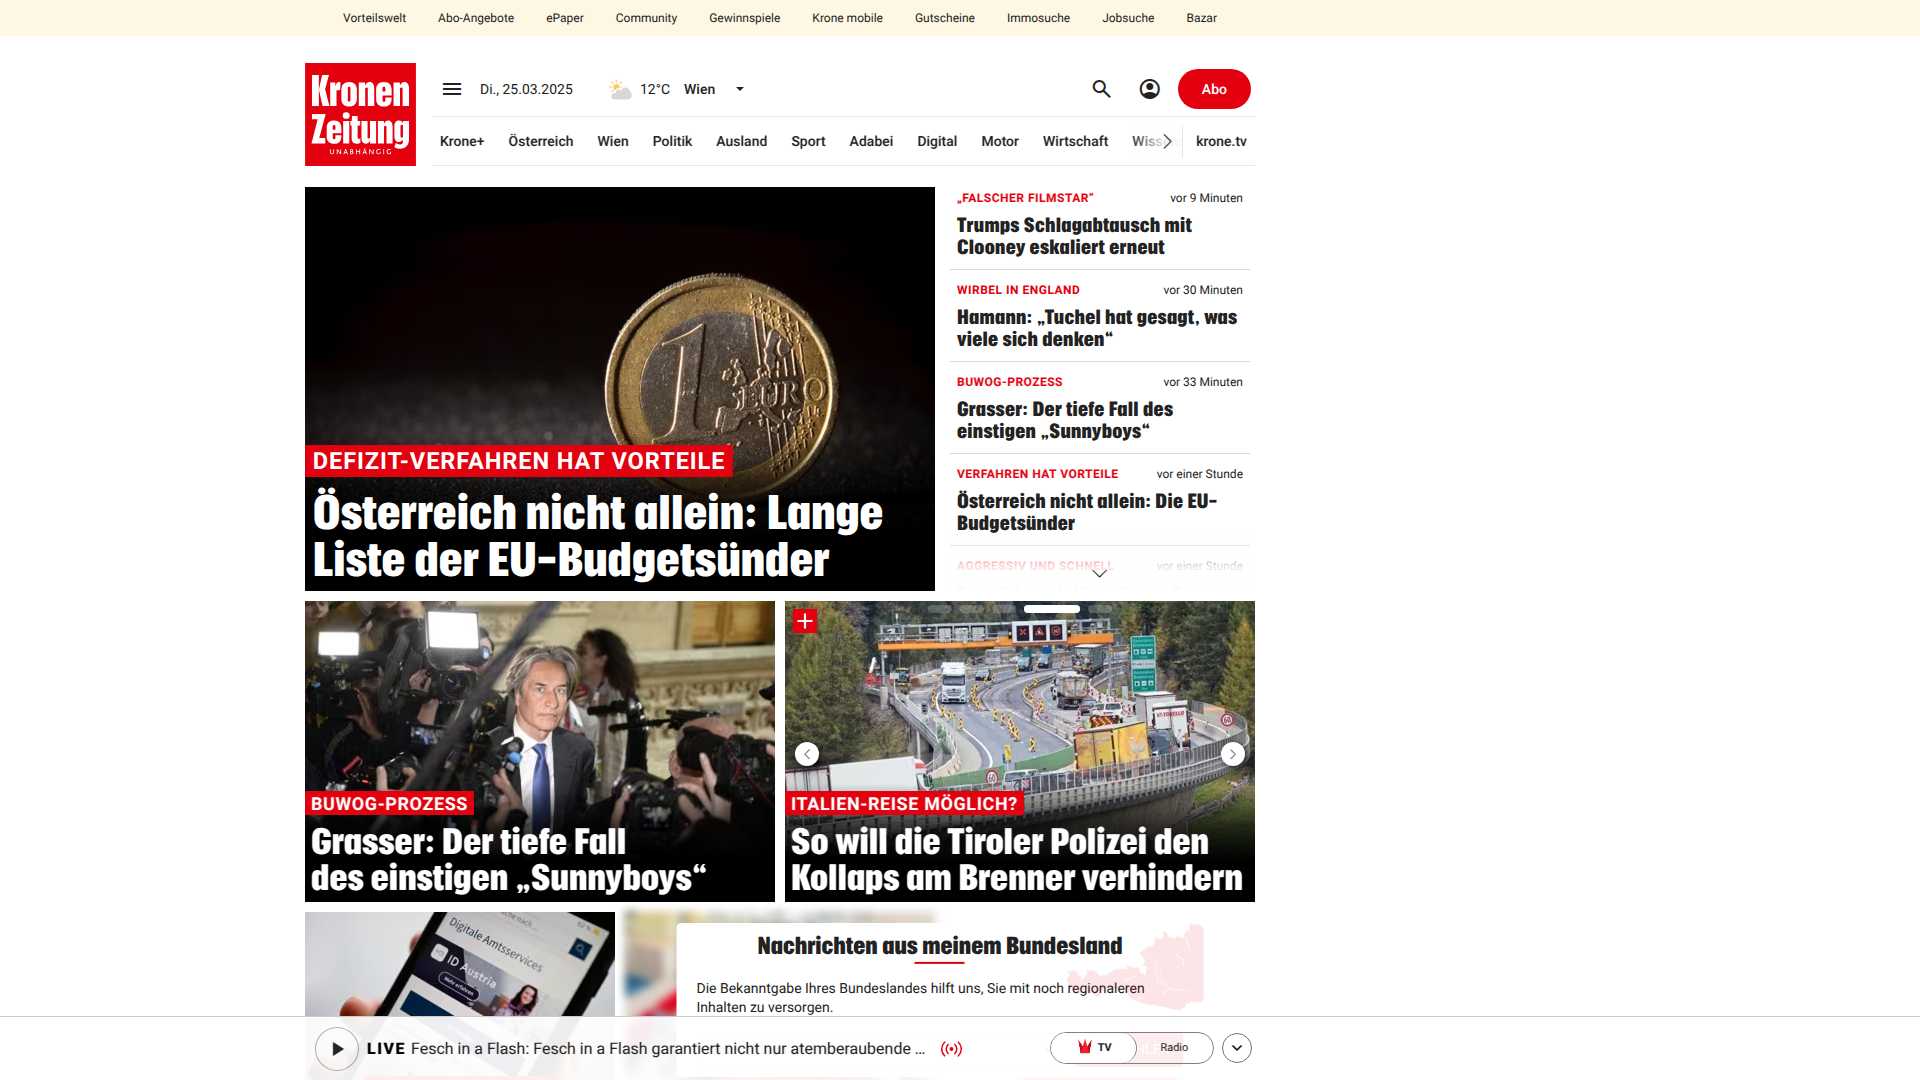 Vorteilswelt Abo-Angebote ePaper Community Gewinnspiele Krone mobile Gutscheine Immosuche Jobsuche Bazar
Kronen
Zeitung
UNABHÄNGIG
Di., 25.03.2025 12°C Wien
Abo
Krone+ Österreich Wien Politik Ausland Sport Adabei Digital Motor Wirtschaft Wiss krone.tv
DEFIZIT-VERFAHREN HAT VORTEILE
Österreich nicht allein: Lange
Liste der EU-Budgetsünder
„FALSCHER FILMSTAR“ vor 9 Minuten
Trumps Schlagabtausch mit
Clooney eskaliert erneut
WIRBEL IN ENGLAND vor 30 Minuten
Hamann: „Tuchel hat gesagt, was
viele sich denken“
BUWOG-PROZESS vor 33 Minuten
Grasser: Der tiefe Fall des
einstigen „Sunnyboys“
VERFAHREN HAT VORTEILE vor einer Stunde
Österreich nicht allein: Die EU-
Budgetsünder
AGGRESSIV UND SCHNELL vor einer Stunde
BUWOG-PROZESS
Grasser: Der tiefe Fall
des einstigen „Sunnyboys“
ITALIEN-REISE MÖGLICH?
So will die Tiroler Polizei den
Kollaps am Brenner verhindern
Digitale Amtsservices
ID Austria
Mehr erfahren
Nachrichten aus meinem Bundesland
Die Bekanntgabe Ihres Bundeslandes hilft uns, Sie mit noch regionaleren
Inhalten zu versorgen.
LIVE Fesch in a Flash: Fesch in a Flash garantiert nicht nur atemberaubende ...
TV Radio